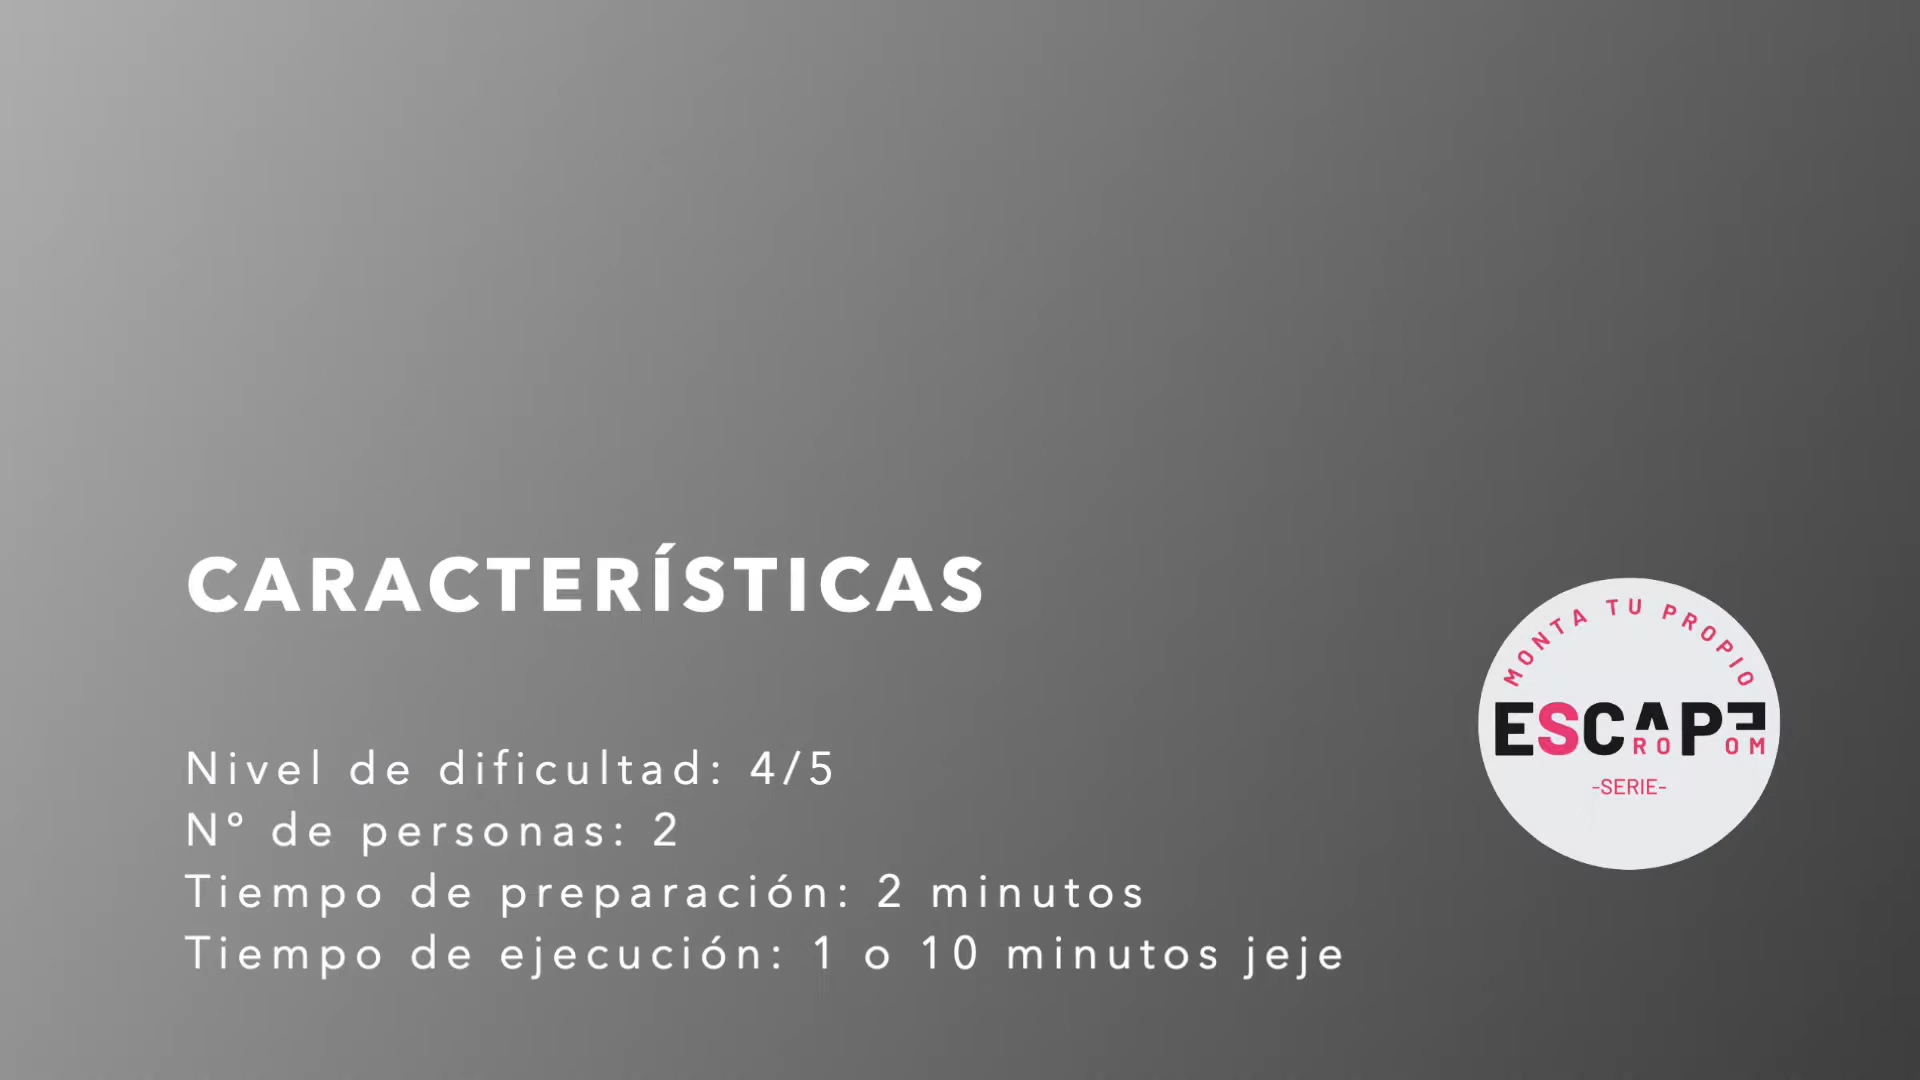 CARACTERÍSTICAS
Nivel de dificultad: 4/5
Nº de personas: 2
Tiempo de preparación: 2 minutos
Tiempo de ejecución: 1 o 10 minutos jeje
MONTA TU PROPIO
ESCAPE
ROOM
-SERIE-